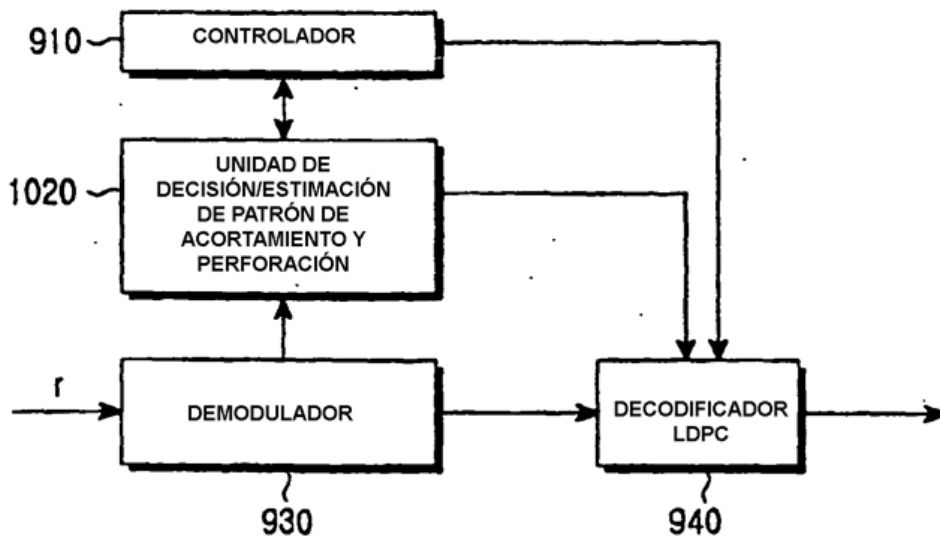 910
CONTROLADOR
1020
UNIDAD DE
DECISIÓN/ESTIMACIÓN
DE PATRÓN DE
ACORTAMIENTO Y
PERFORACIÓN
r
DEMODULADOR
DECODIFICADOR
LDPC
930
940